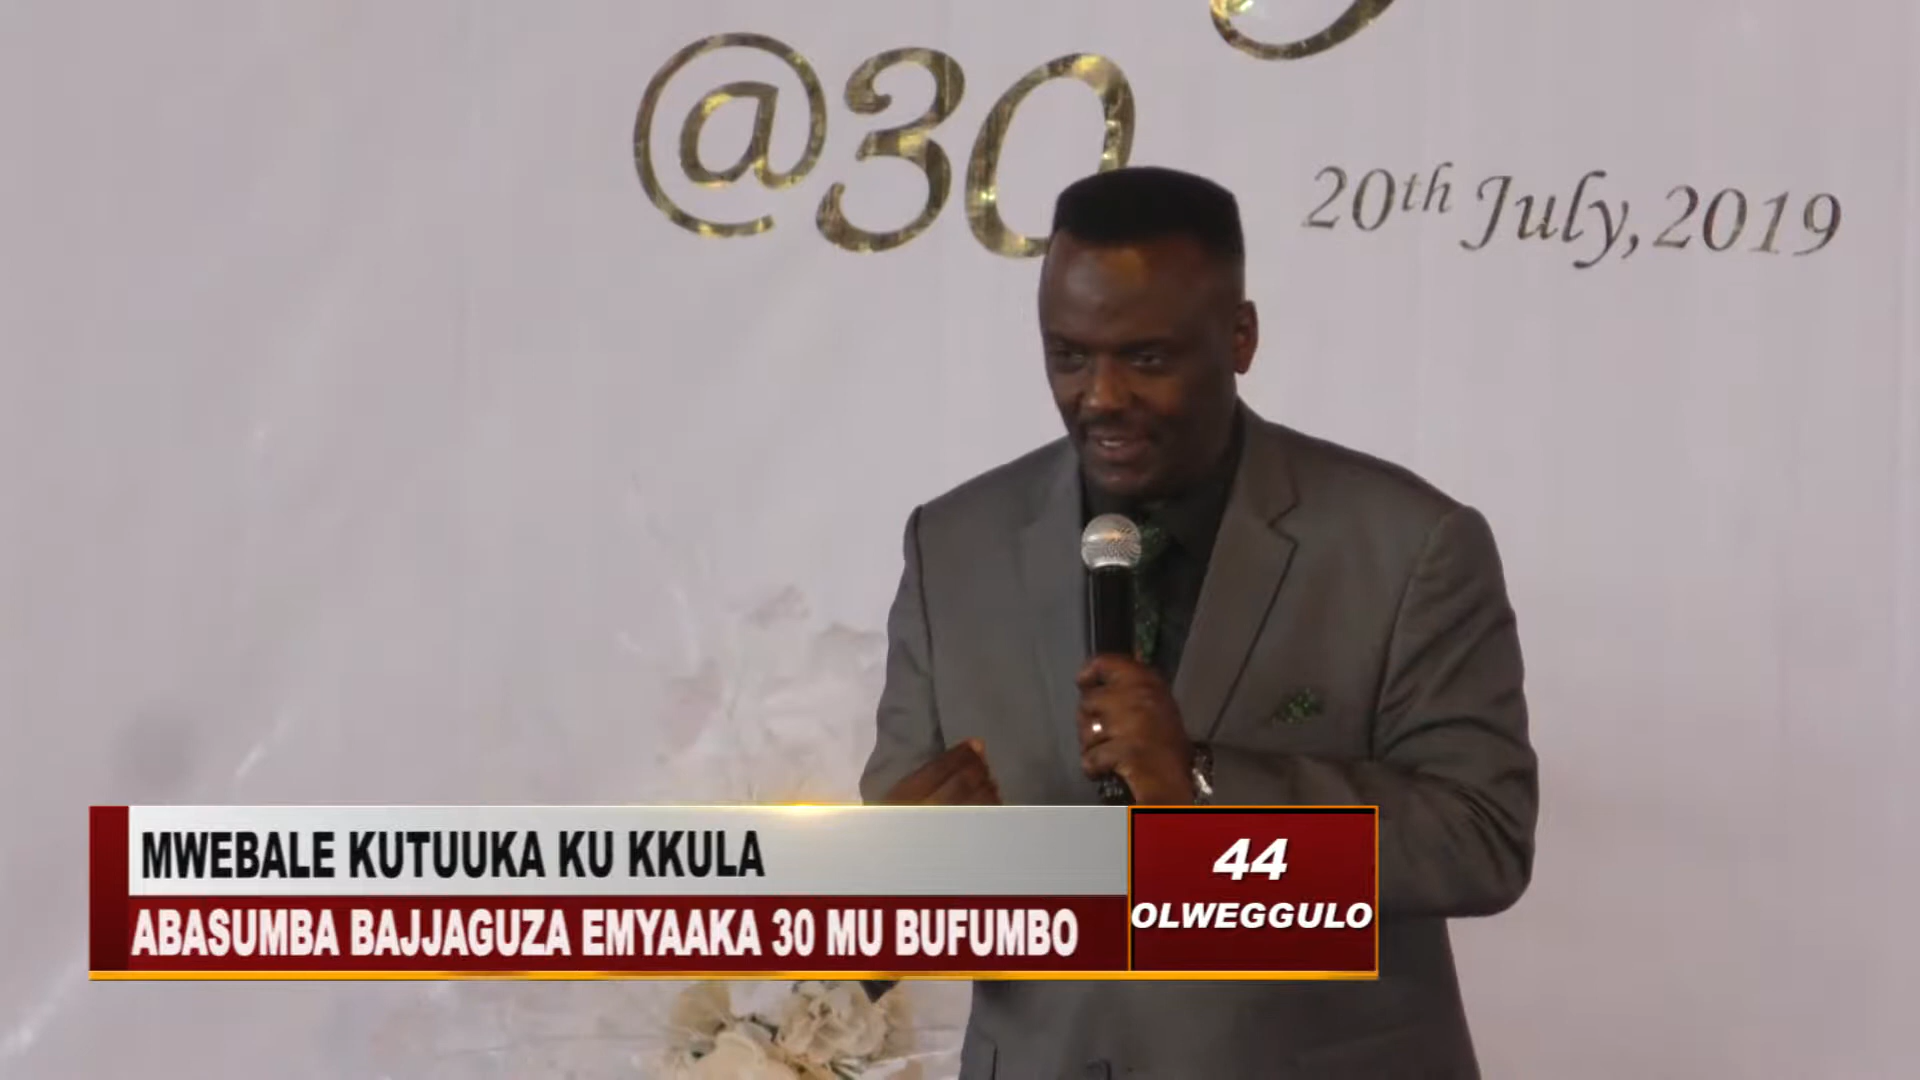 @30
20th July, 2019
MWEBALE KUTUUKA KU KKULA
ABASUMBA BAJJAGUZA EMYAAKA 30 MU BUFUMBO
44
OLWEGGULO